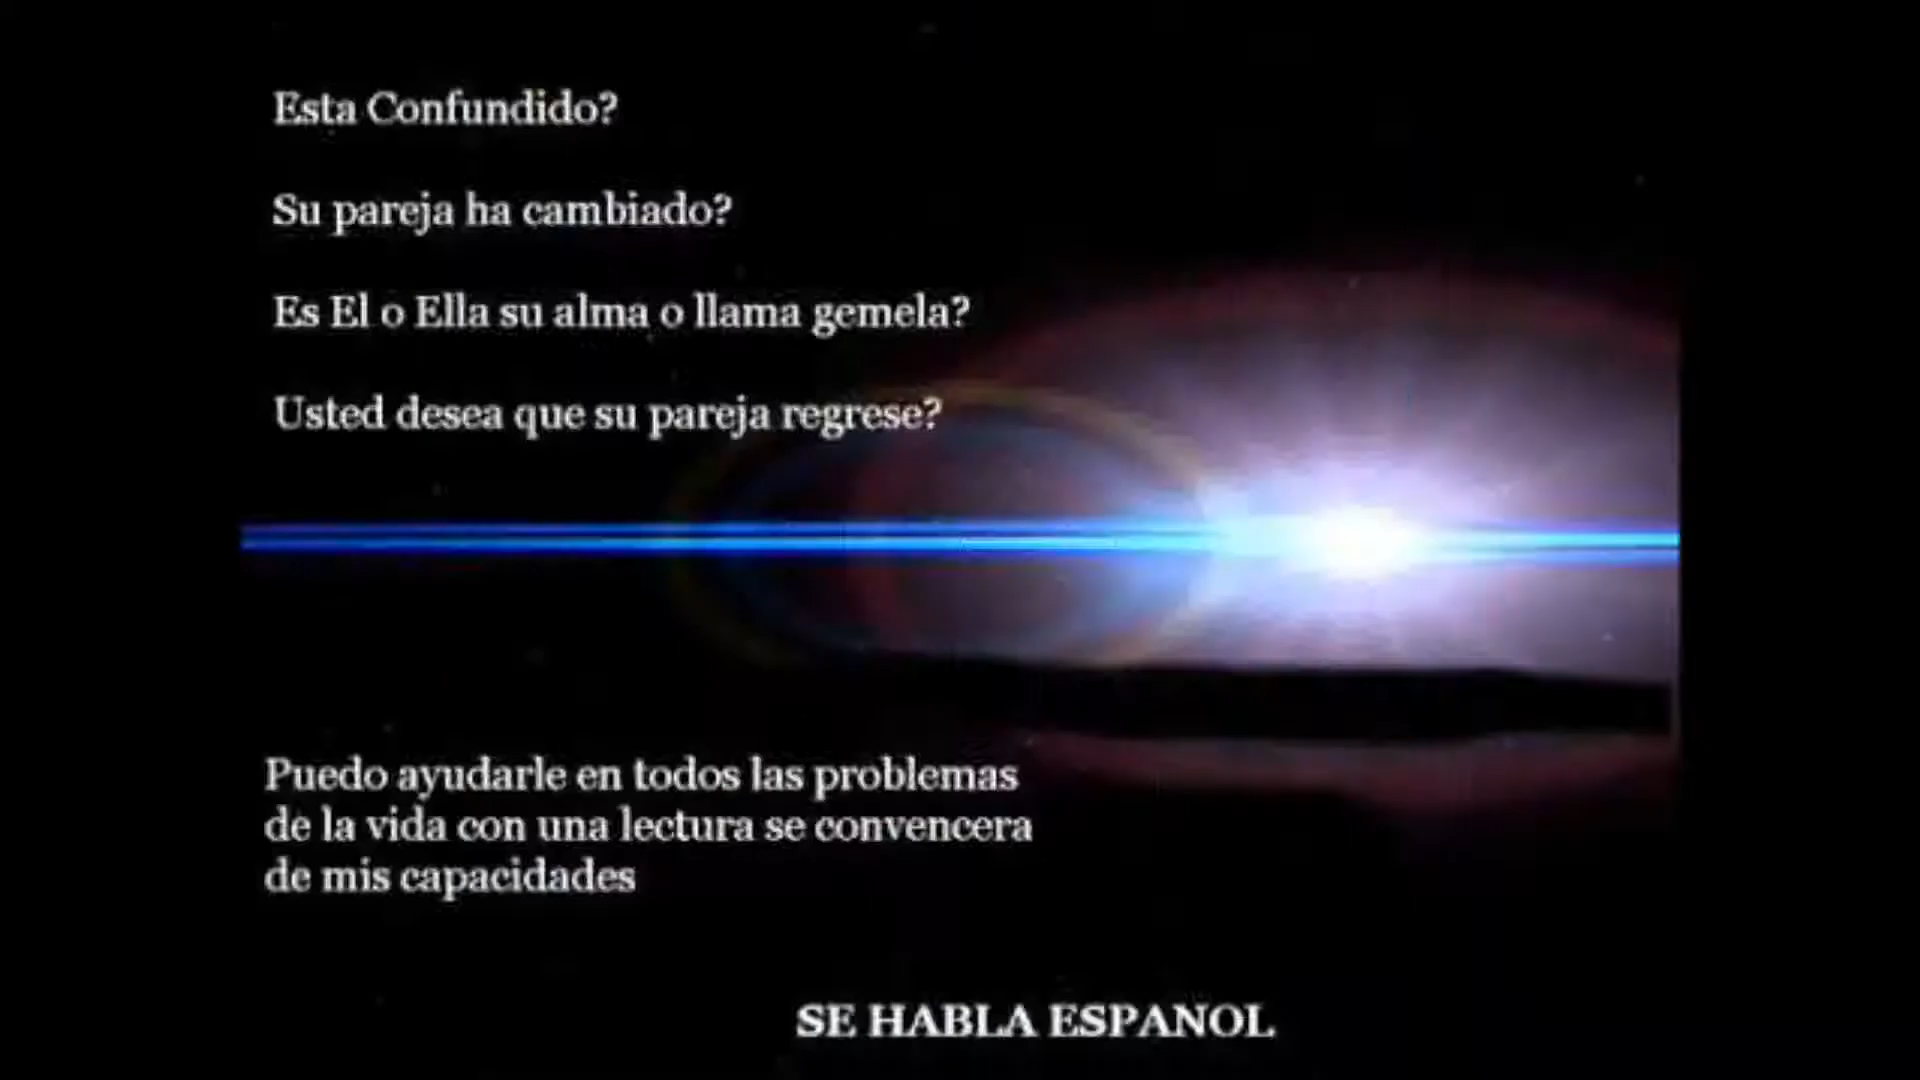 Esta Confundido?
Su pareja ha cambiado?
Es El o Ella su alma o llama gemela?
Usted desea que su pareja regrese?
Puedo ayudarle en todos las problemas
de la vida con una lectura se convencera
de mis capacidades
SE HABLA ESPANOL